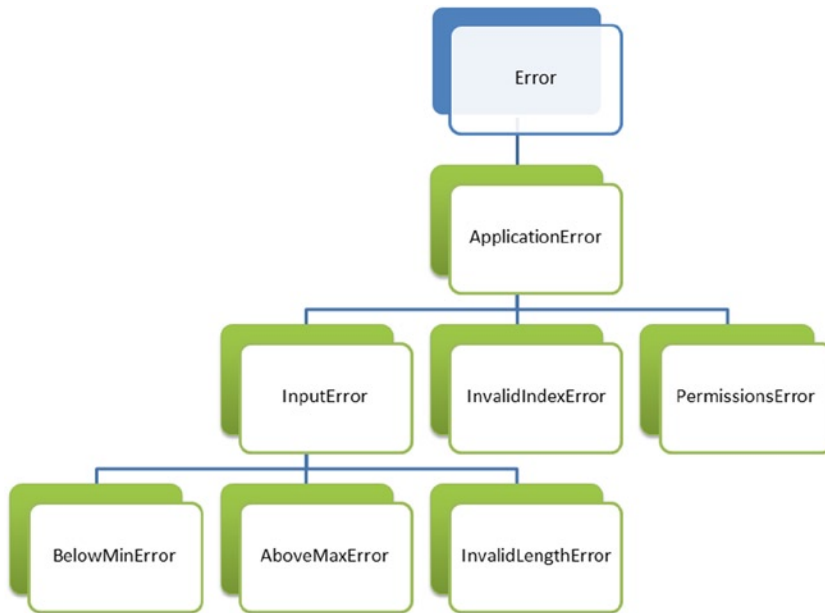 Error
ApplicationError
InputError
InvalidIndexError
PermissionsError
BelowMinError
AboveMaxError
InvalidLengthError